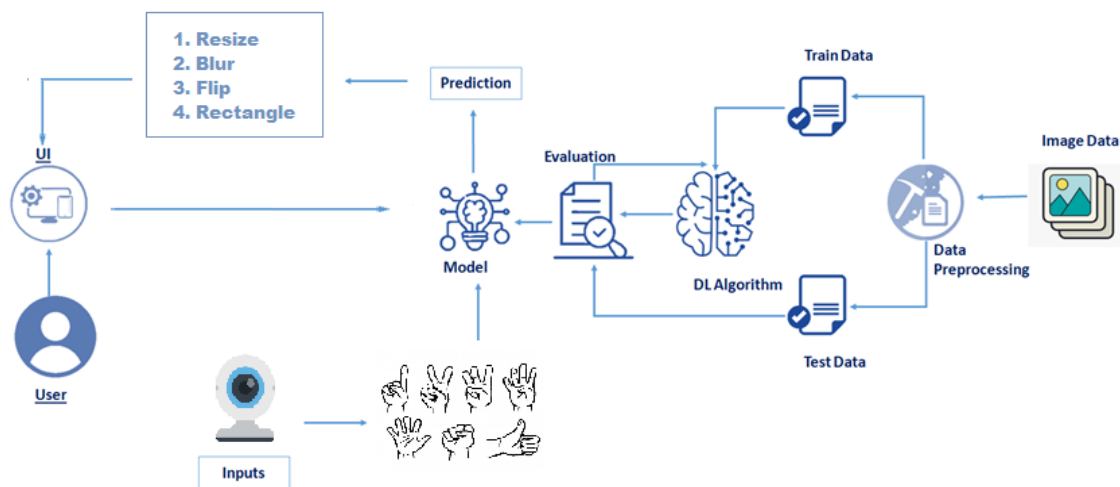 1. Resize
2. Blur
3. Flip
4. Rectangle
Prediction
Train Data
Image Data
UI
Evaluation
Model
DL Algorithm
Data
Preprocessing
Test Data
User
Inputs